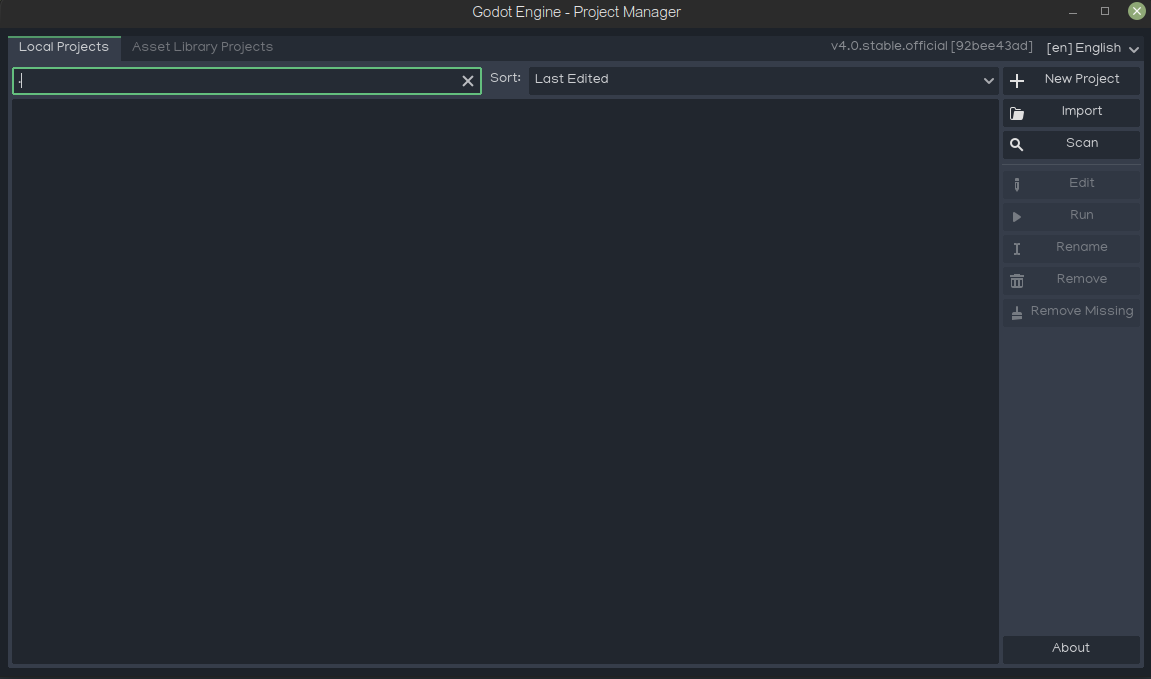 Godot Engine - Project Manager
Local Projects Asset Library Projects v4.0.stable.official [92bee43ad] [en] English
. Sort: Last Edited New Project
Import
Scan
Edit
Run
Rename
Remove
Remove Missing
About